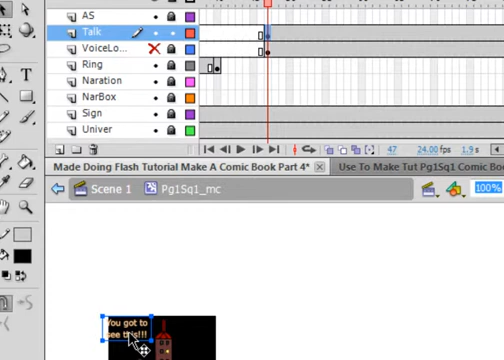 AS
Talk
VoiceLo...
Ring
Naration
NarBox
Sign
Univer
47 24.00 fps 1.9 s
Made Doing Flash Tutorial Make A Comic Book Part 4* Use To Make Tut Pg1Sq1 Comic Boo
Scene 1 Pg1Sq1_mc 100%
You got to
see this!!!